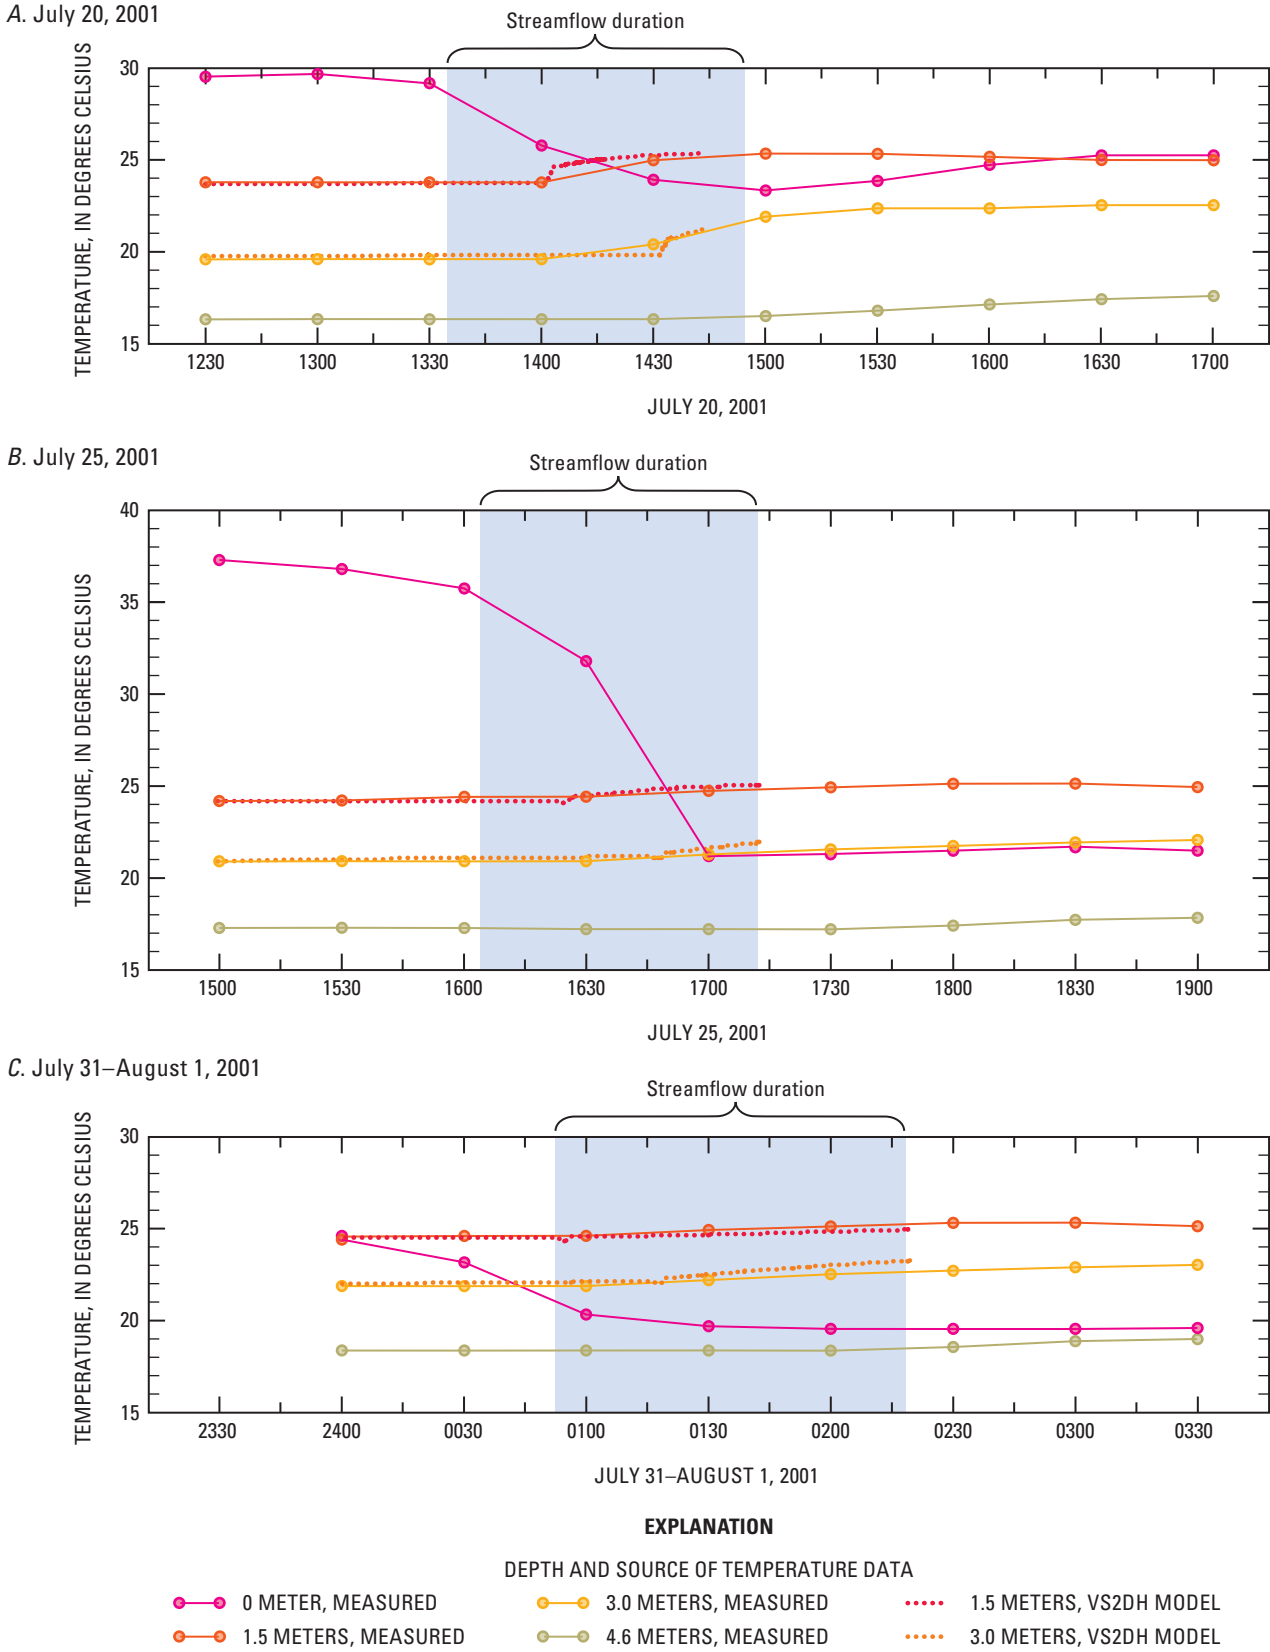 A. July 20, 2001
Streamflow duration
TEMPERATURE, IN DEGREES CELSIUS
30
25
20
15
1230 1300 1330 1400 1430 1500 1530 1600 1630 1700
JULY 20, 2001
B. July 25, 2001
Streamflow duration
TEMPERATURE, IN DEGREES CELSIUS
40
35
30
25
20
15
1500 1530 1600 1630 1700 1730 1800 1830 1900
JULY 25, 2001
C. July 31–August 1, 2001
Streamflow duration
TEMPERATURE, IN DEGREES CELSIUS
30
25
20
15
2330 2400 0030 0100 0130 0200 0230 0300 0330
JULY 31–AUGUST 1, 2001
EXPLANATION
DEPTH AND SOURCE OF TEMPERATURE DATA
0 METER, MEASURED 3.0 METERS, MEASURED 1.5 METERS, VS2DH MODEL
1.5 METERS, MEASURED 4.6 METERS, MEASURED 3.0 METERS, VS2DH MODEL